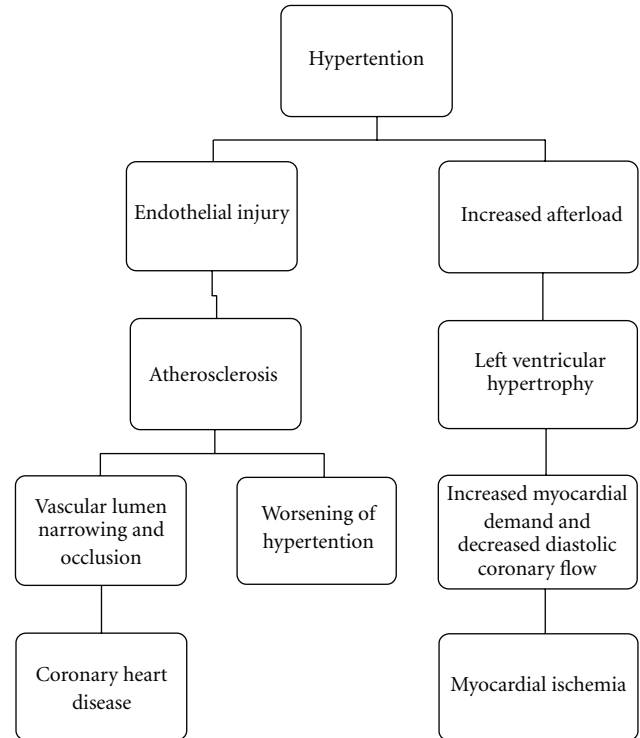 Hypertention
Endothelial injury
Increased afterload
Atherosclerosis
Left ventricular
hypertrophy
Vascular lumen
narrowing and
occlusion
Worsening of
hypertention
Increased myocardial
demand and
decreased diastolic
coronary flow
Coronary heart
disease
Myocardial ischemia